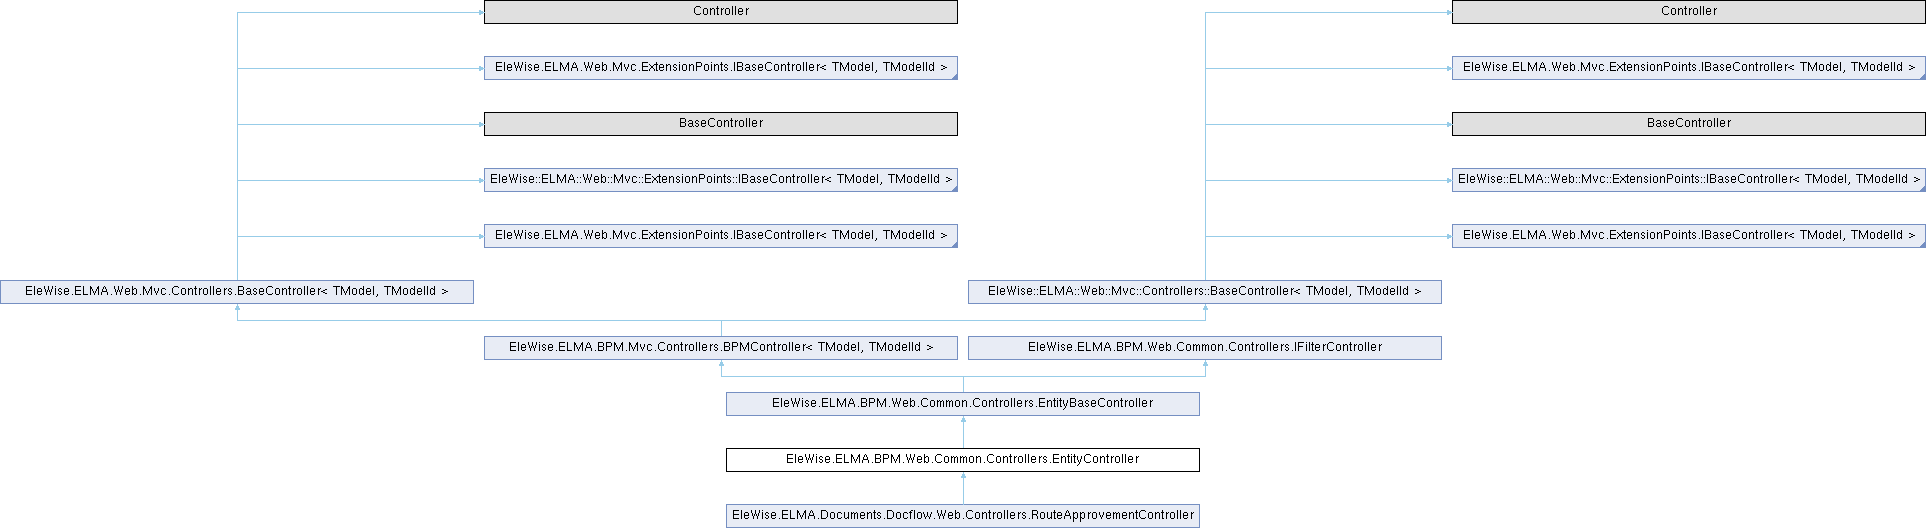 Controller
Controller
EleWise.ELMA.Web.Mvc.ExtensionPoints.IBaseController< TModel, TModelId >
EleWise.ELMA.Web.Mvc.ExtensionPoints.IBaseController< TModel, TModelId >
BaseController
BaseController
EleWise::ELMA::Web::Mvc::ExtensionPoints::IBaseController< TModel, TModelId >
EleWise::ELMA::Web::Mvc::ExtensionPoints::IBaseController< TModel, TModelId >
EleWise.ELMA.Web.Mvc.ExtensionPoints.IBaseController< TModel, TModelId >
EleWise.ELMA.Web.Mvc.ExtensionPoints.IBaseController< TModel, TModelId >
EleWise.ELMA.Web.Mvc.Controllers.BaseController< TModel, TModelId >
EleWise::ELMA::Web::Mvc::Controllers::BaseController< TModel, TModelId >
EleWise.ELMA.BPM.Mvc.Controllers.BPMController< TModel, TModelId >
EleWise.ELMA.BPM.Web.Common.Controllers.IFilterController
EleWise.ELMA.BPM.Web.Common.Controllers.EntityBaseController
EleWise.ELMA.BPM.Web.Common.Controllers.EntityController
EleWise.ELMA.Documents.Docflow.Web.Controllers.RouteApprovementController